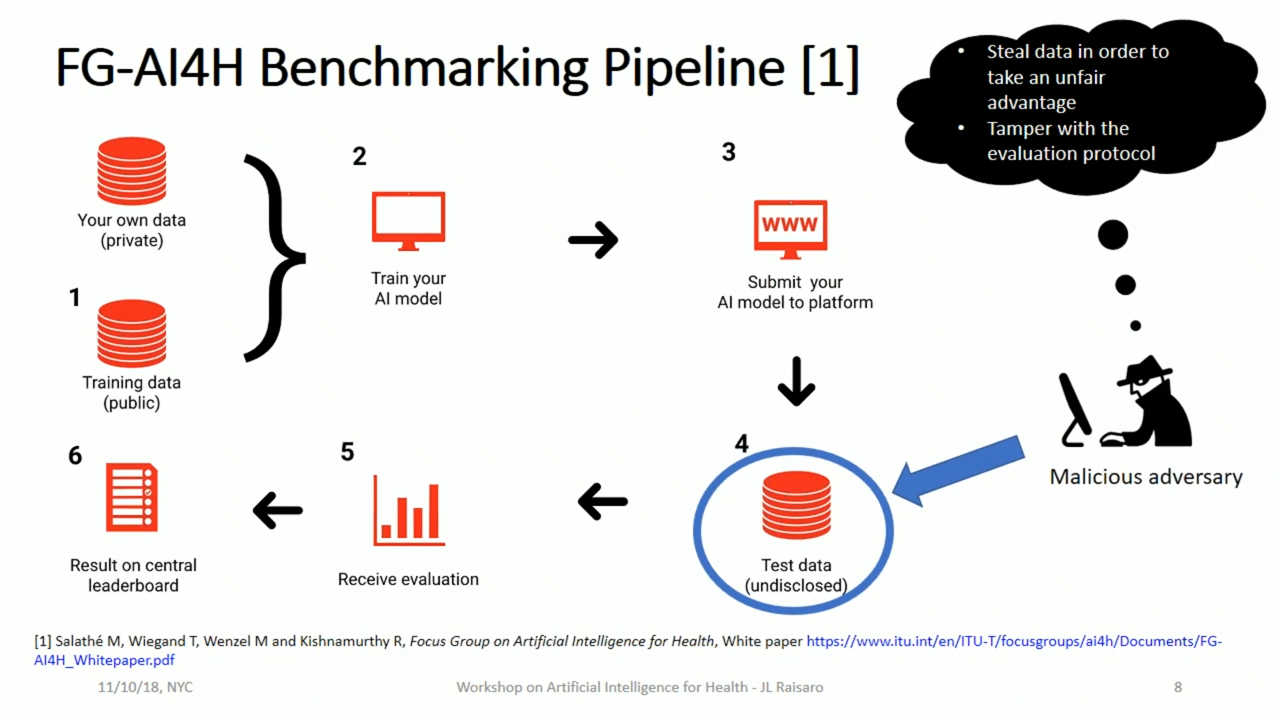 FG-AI4H Benchmarking Pipeline [1]
• Steal data in order to
take an unfair
advantage
• Tamper with the
evaluation protocol
Your own data
(private)
1
Training data
(public)
2
Train your
AI model
3
WWW
Submit your
AI model to platform
4
Test data
(undisclosed)
Malicious adversary
5
Receive evaluation
6
Result on central
leaderboard
[1] Salathé M, Wiegand T, Wenzel M and Kishnamurthy R, Focus Group on Artificial Intelligence for Health, White paper https://www.itu.int/en/ITU-T/focusgroups/ai4h/Documents/FG-
AI4H_Whitepaper.pdf
11/10/18, NYC
Workshop on Artificial Intelligence for Health - JL Raisaro
8